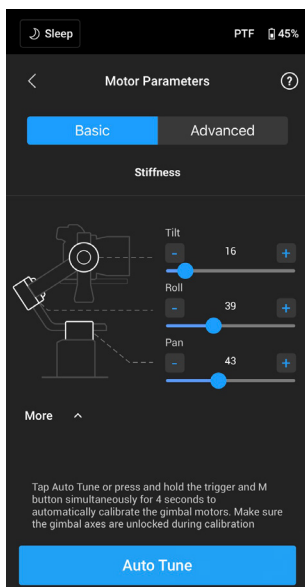 Sleep PTF 45%
Motor Parameters ?
Basic Advanced
Stiffness
Tilt
- 16 +
Roll
- 39 +
Pan
- 43 +
More
Tap Auto Tune or press and hold the trigger and M
button simultaneously for 4 seconds to
automatically calibrate the gimbal motors. Make sure
the gimbal axes are unlocked during calibration
Auto Tune